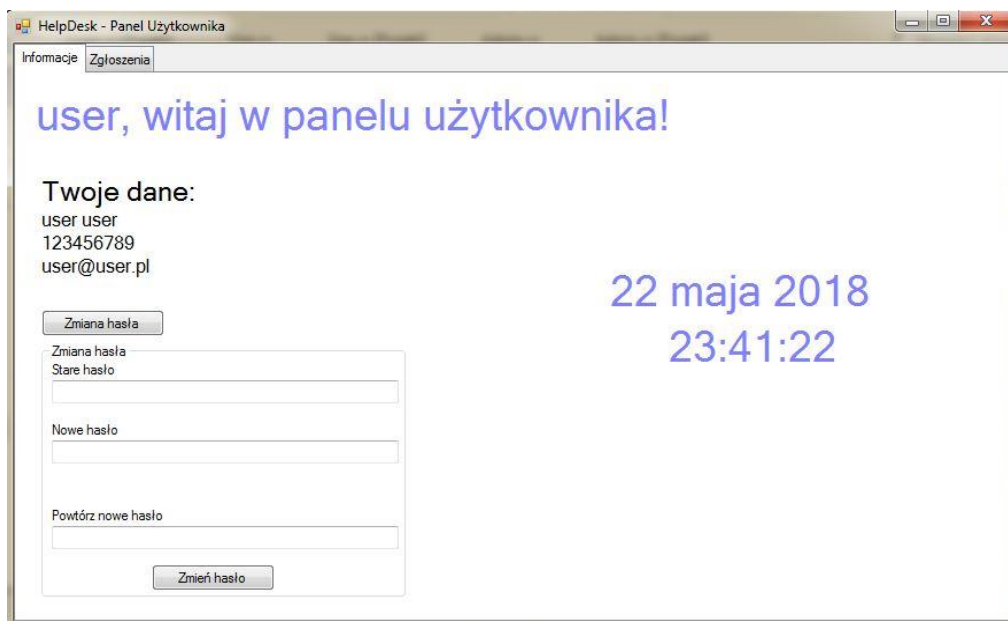 HelpDesk - Panel Użytkownika
Informacje Zgłoszenia
user, witaj w panelu użytkownika!
Twoje dane:
user user
123456789
user@user.pl
22 maja 2018
23:41:22
Zmiana hasła
Zmiana hasła
Stare hasło
Nowe hasło
Powtórz nowe hasło
Zmień hasło